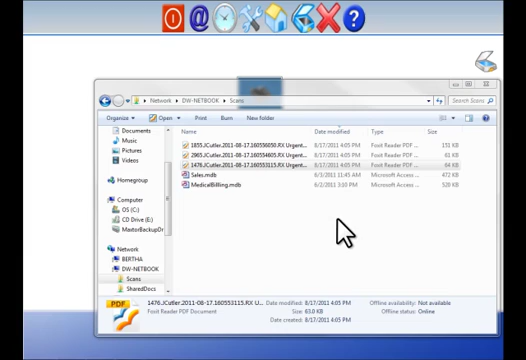 Network ▸ DW-NETBOOK ▸ Scans
Search Scans
Organize Open Print Burn New folder
Name Date modified Type Size
Documents
Music
Pictures
Videos
Homegroup
Computer
OS (C:)
CD Drive (E:)
MaxtorBackupDr
Network
BERTHA
DW-NETBOOK
Scans
SharedDocs
1855.JCutler.2011-08-17.160556050.RX Urgent... 8/17/2011 4:05 PM Foxit Reader PDF ... 151 KB
2965.JCutler.2011-08-17.160554605.RX Urgent... 8/17/2011 4:05 PM Foxit Reader PDF ... 61 KB
1476.JCutler.2011-08-17.160553115.RX Urgent... 8/17/2011 4:05 PM Foxit Reader PDF ... 64 KB
Sales.mdb 6/3/2011 11:45 AM Microsoft Access ... 472 KB
MedicalBilling.mdb 6/2/2011 3:10 PM Microsoft Access ... 520 KB
PDF
1476.JCutler.2011-08-17.160553115.RX U... Date modified: 8/17/2011 4:05 PM Offline availability: Not available
Foxit Reader PDF Document Size: 63.0 KB Offline status: Online
Date created: 8/17/2011 4:05 PM